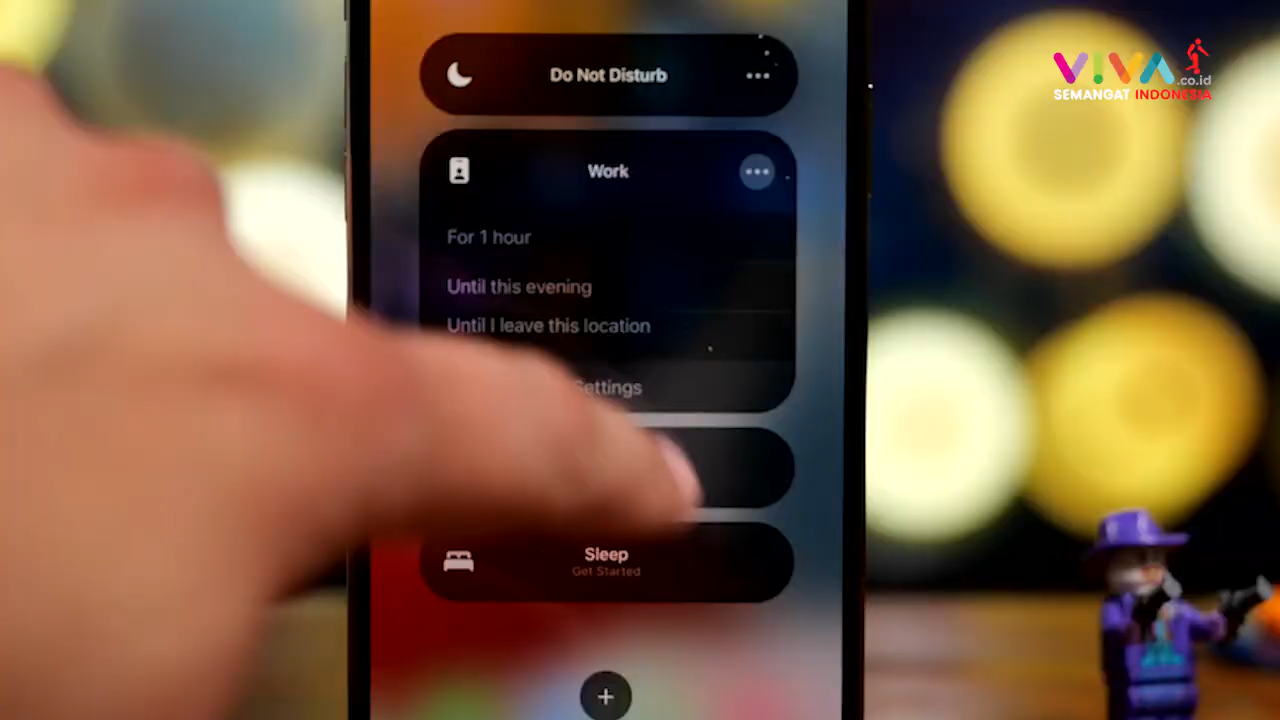 VIVA.co.id
SEMANGAT INDONESIA
Do Not Disturb
Work
For 1 hour
Until this evening
Until I leave this location
Settings
Sleep
Get Started